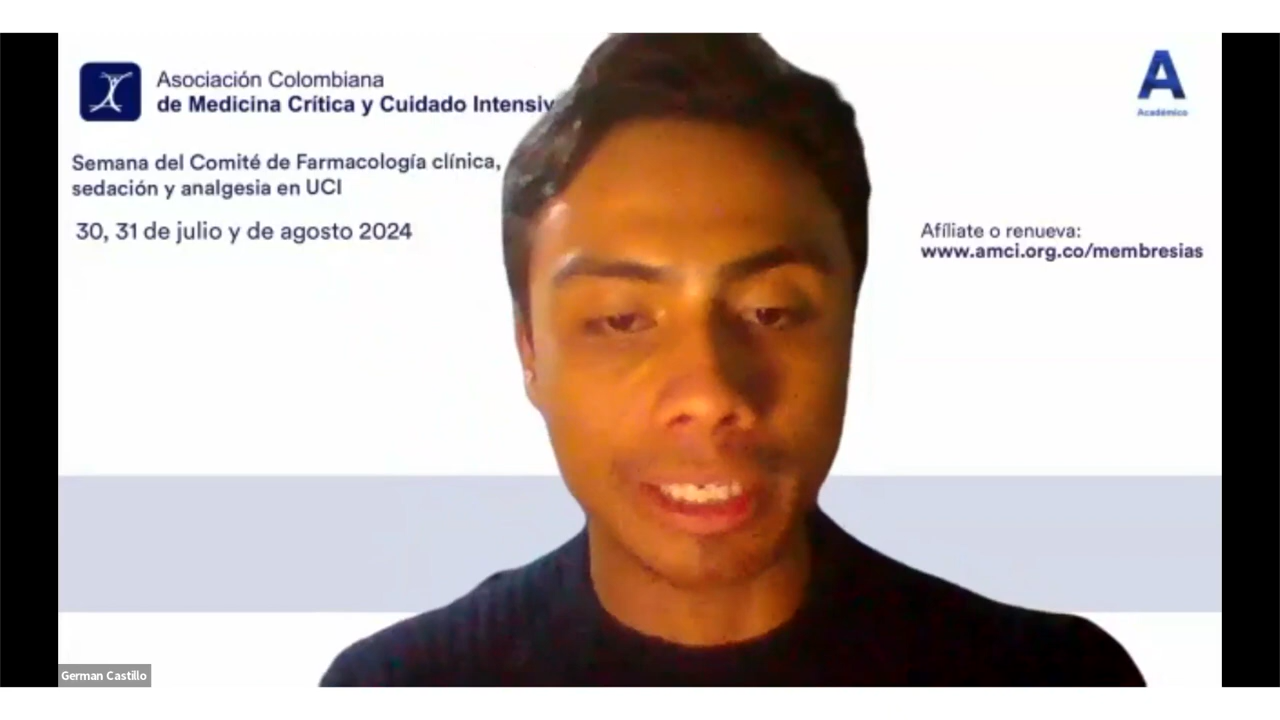 Asociación Colombiana
de Medicina Crítica y Cuidado Intensiv
A
Académico
Semana del Comité de Farmacología clínica,
sedación y analgesia en UCI
30, 31 de julio y de agosto 2024
Afíliate o renueva:
www.amci.org.co/membresias
German Castillo